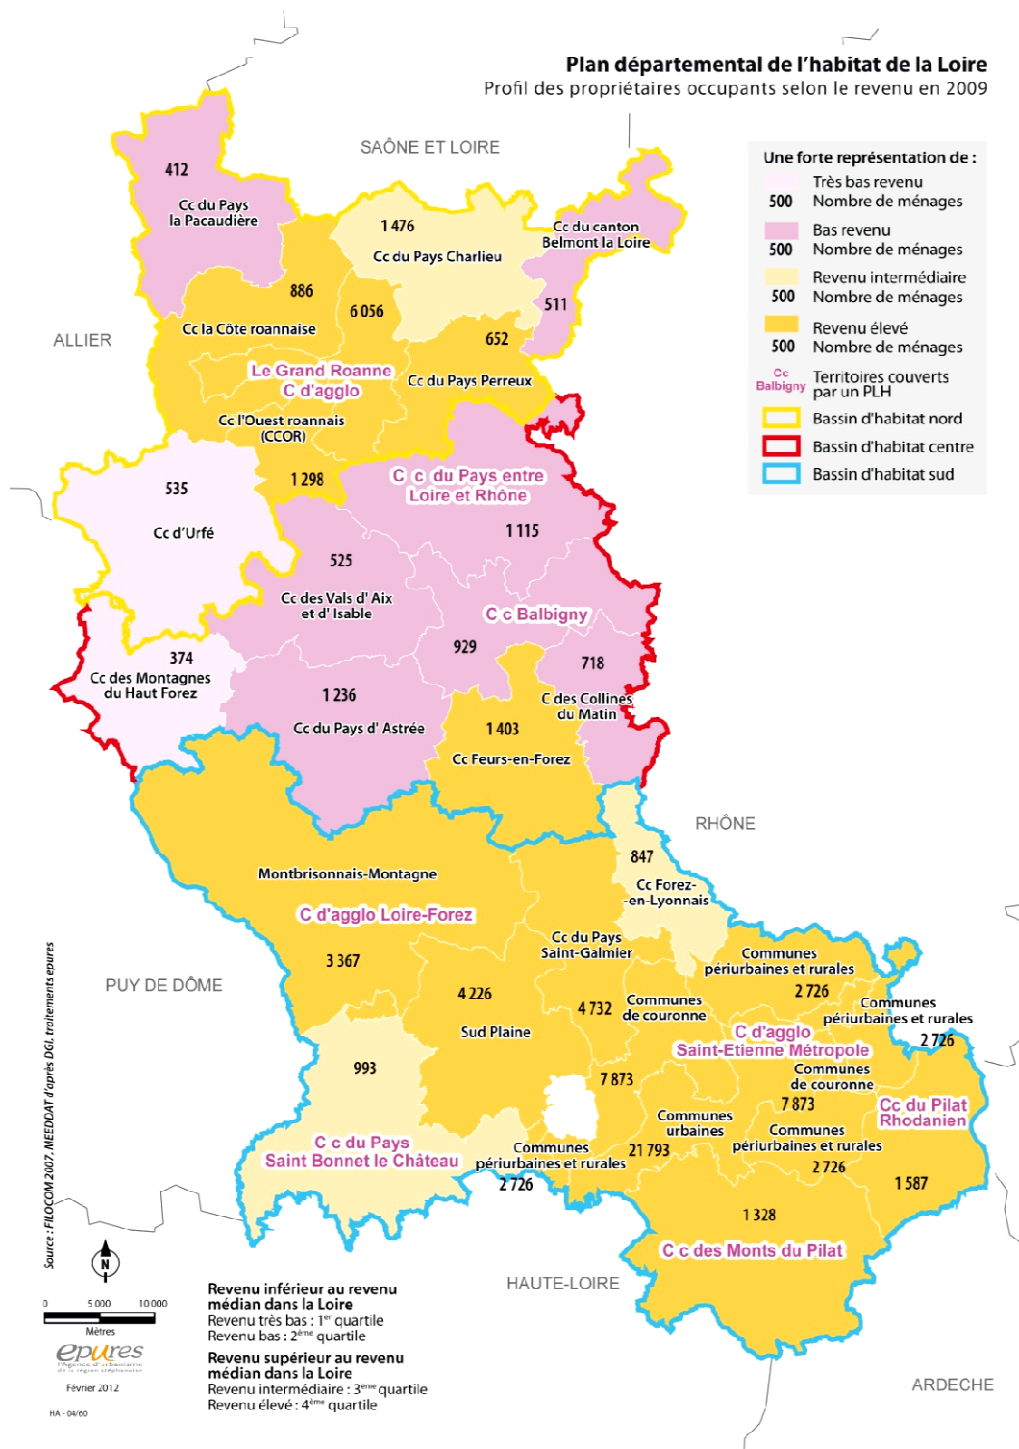 Plan départemental de l'habitat de la Loire
Profil des propriétaires occupants selon le revenu en 2009
SAÔNE ET LOIRE
Une forte représentation de :
Très bas revenu
500 Nombre de ménages
Bas revenu
500 Nombre de ménages
Revenu intermédiaire
500 Nombre de ménages
Revenu élevé
500 Nombre de ménages
Cc
Balbigny
Territoires couverts
par un PLH
Bassin d'habitat nord
Bassin d'habitat centre
Bassin d'habitat sud
412
Cc du Pays
la Pacaudière
1 476
Cc du Pays Charlieu
Cc du canton
Belmont la Loire
511
886
Cc la Côte roannaise
6 056
652
ALLIER
Le Grand Roanne
C d'agglo
Cc du Pays Perreux
Cc l'Ouest roannais
(CCOR)
1 298
C c du Pays entre
Loire et Rhône
1 115
535
Cc d'Urfé
525
Cc des Vals d' Aix
et d' Isable
C c Balbigny
929
718
374
Cc des Montagnes
du Haut Forez
1 236
Cc du Pays d' Astrée
C des Collines
du Matin
1 403
Cc Feurs-en-Forez
RHÔNE
847
Cc Forez-
-en-Lyonnais
Montbrisonnais-Montagne
C d'agglo Loire-Forez
3 367
Cc du Pays
Saint-Galmier
Communes
périurbaines et rurales
2 726
PUY DE DÔME
4 226
Sud Plaine
4 732
Communes
de couronne
Communes
périurbaines et rurales
2 726
C d'agglo
Saint-Etienne Métropole
993
7 873
Communes
de couronne
7 873
Cc du Pilat
Rhodanien
Communes
urbaines
21 793
Communes
périurbaines et rurales
2 726
C c du Pays
Saint Bonnet le Château
Communes
périurbaines et rurales
2 726
1 587
1 328
C c des Monts du Pilat
HAUTE-LOIRE
ARDECHE
Source : FILOCOM 2007, MEEDDAT d'après DGI, traitements epures
N
0 5 000 10 000
Mètres
epures
l'Agence d'urbanisme
de la région stéphanoise
Février 2012
HA - 04/60
Revenu inférieur au revenu
médian dans la Loire
Revenu très bas : 1er quartile
Revenu bas : 2ème quartile
Revenu supérieur au revenu
médian dans la Loire
Revenu intermédiaire : 3ème quartile
Revenu élevé : 4ème quartile